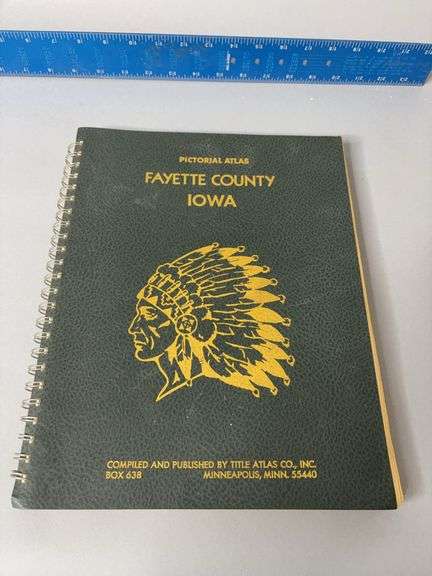 PICTORIAL ATLAS
FAYETTE COUNTY
IOWA
COMPILED AND PUBLISHED BY TITLE ATLAS CO., INC.
BOX 638 MINNEAPOLIS, MINN. 55440